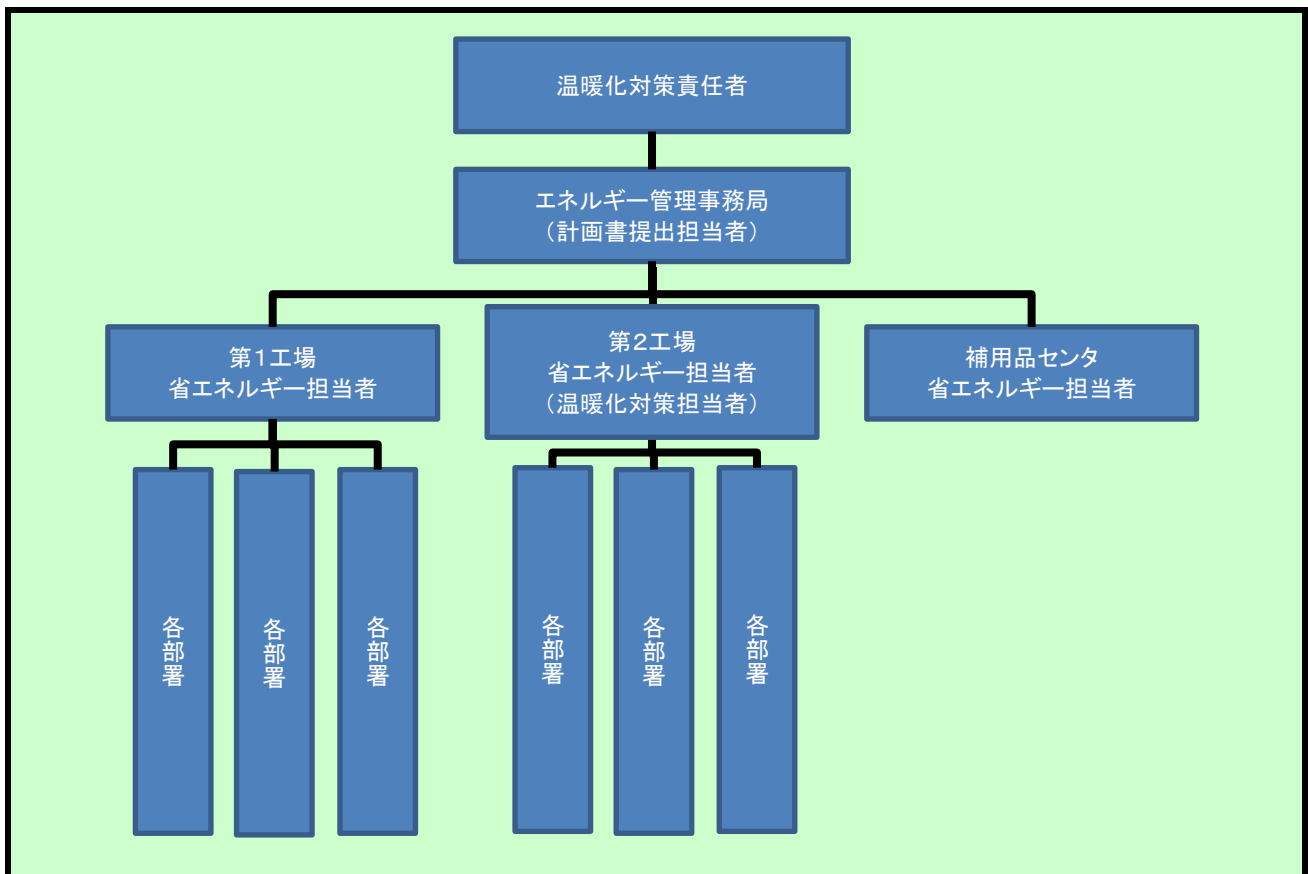 温暖化対策責任者
エネルギー管理事務局
（計画書提出担当者）
第1工場
省エネルギー担当者
第2工場
省エネルギー担当者
（温暖化対策担当者）
補用品センタ
省エネルギー担当者
各部署
各部署
各部署
各部署
各部署
各部署